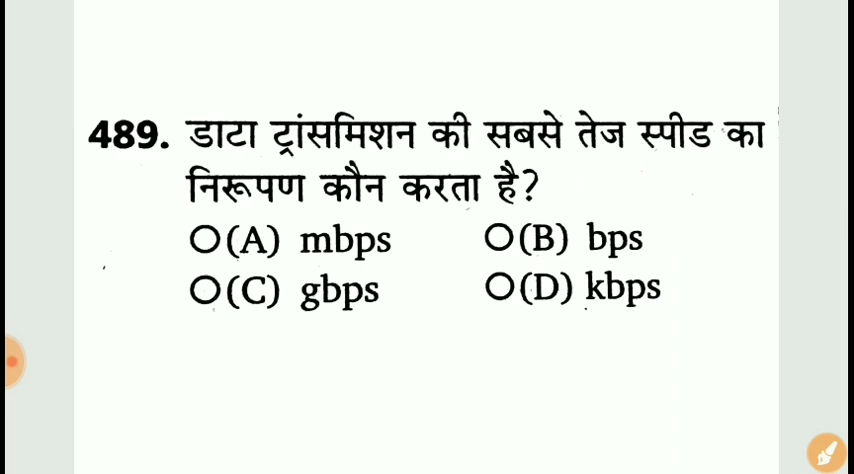 489. डाटा ट्रांसमिशन की सबसे तेज स्पीड का
निरूपण कौन करता है?
(A) mbps (B) bps
(C) gbps (D) kbps